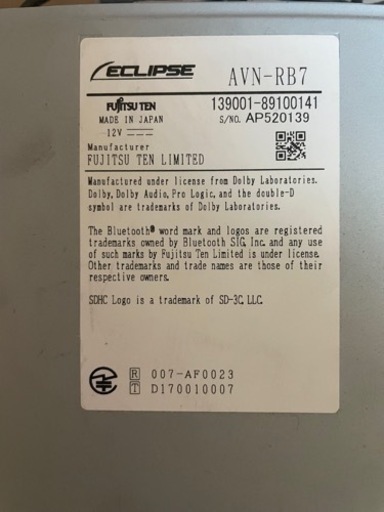 ECLIPSE AVN-RB7
FUJITSU TEN 139001-89100141
MADE IN JAPAN S/NO. AP520139
12V
Manufacturer
FUJITSU TEN LIMITED
Manufactured under license from Dolby Laboratories.
Dolby, Dolby Audio, Pro Logic, and the double-D
symbol are trademarks of Dolby Laboratories.
The Bluetooth® word mark and logos are registered
trademarks owned by Bluetooth SIG, Inc. and any use
of such marks by Fujitsu Ten Limited is under license.
Other trademarks and trade names are those of their
respective owners.
SDHC Logo is a trademark of SD-3C, LLC.
R 007-AF0023
T D170010007